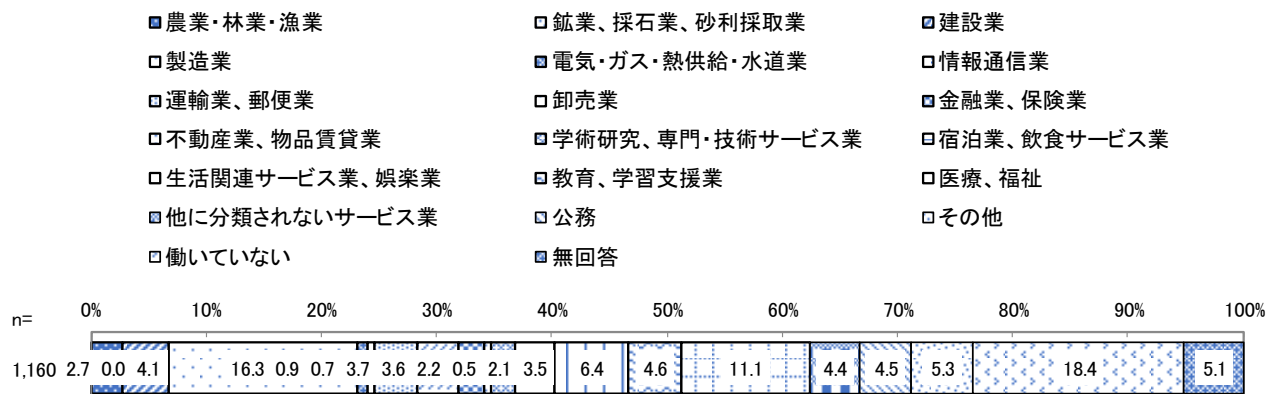 農業・林業・漁業 鉱業、採石業、砂利採取業 建設業
製造業 電気・ガス・熱供給・水道業 情報通信業
運輸業、郵便業 卸売業 金融業、保険業
不動産業、物品賃貸業 学術研究、専門・技術サービス業 宿泊業、飲食サービス業
生活関連サービス業、娯楽業 教育、学習支援業 医療、福祉
他に分類されないサービス業 公務 その他
働いていない 無回答
n= 0% 10% 20% 30% 40% 50% 60% 70% 80% 90% 100%
1,160 2.7 0.0 4.1 16.3 0.9 0.7 3.7 3.6 2.2 0.5 2.1 3.5 6.4 4.6 11.1 4.4 4.5 5.3 18.4 5.1